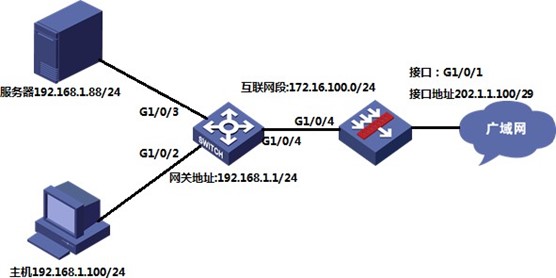 服务器192.168.1.88/24
G1/0/3
互联网段:172.16.100.0/24
接口：G1/0/1
接口地址202.1.1.100/29
G1/0/4
G1/0/4
广域网
SWITCH
G1/0/2
网关地址:192.168.1.1/24
主机192.168.1.100/24